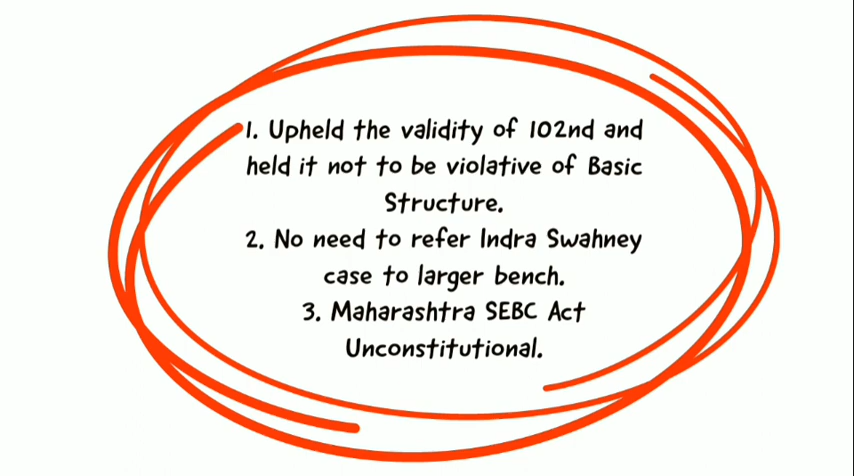 1. Upheld the validity of 102nd and
held it not to be violative of Basic
Structure.
2. No need to refer Indra Swahney
case to larger bench.
3. Maharashtra SEBC Act
Unconstitutional.